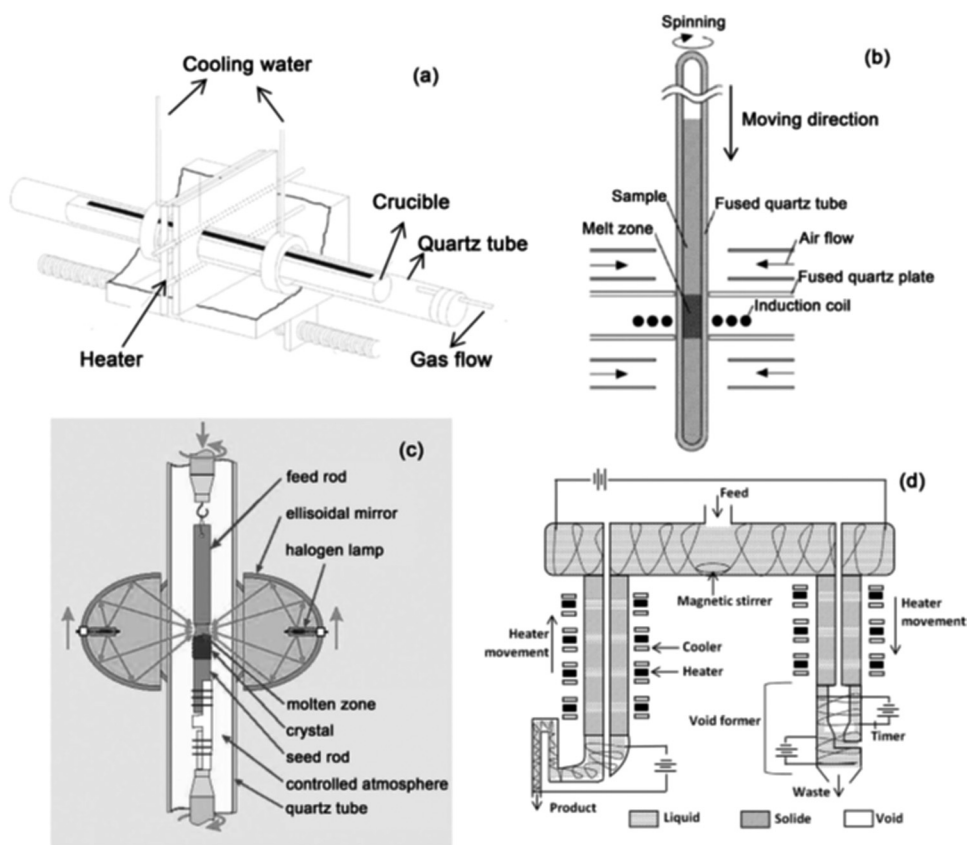 (a)
Cooling water
Crucible
Quartz tube
Heater
Gas flow
(b)
Spinning
Moving direction
Sample
Fused quartz tube
Melt zone
Air flow
Fused quartz plate
Induction coil
(c)
feed rod
ellisoidal mirror
halogen lamp
molten zone
crystal
seed rod
controlled atmosphere
quartz tube
(d)
Feed
Magnetic stirrer
Heater
movement
Cooler
Heater
Heater
movement
Void former
Timer
Product
Waste
Liquid
Solide
Void